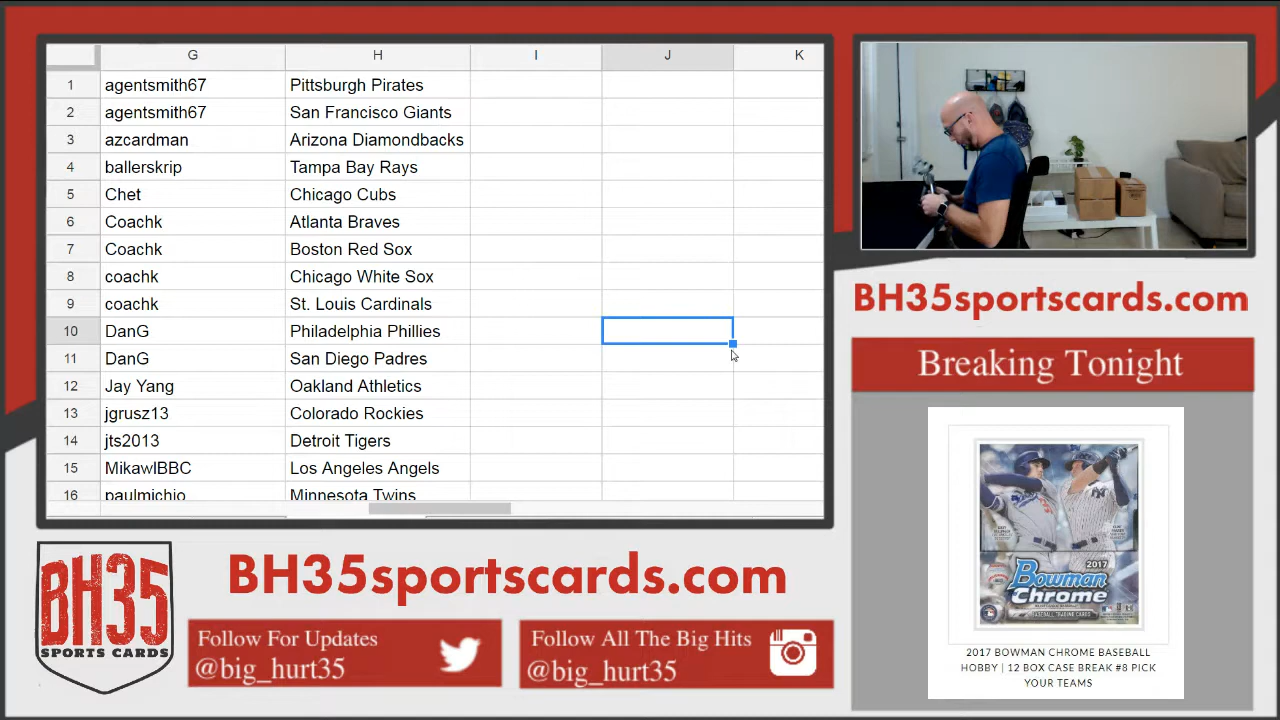 G H I J K
1 agentsmith67 Pittsburgh Pirates
2 agentsmith67 San Francisco Giants
3 azcardman Arizona Diamondbacks
4 ballerskrip Tampa Bay Rays
5 Chet Chicago Cubs
6 Coachk Atlanta Braves
7 Coachk Boston Red Sox
8 coachk Chicago White Sox
9 coachk St. Louis Cardinals
10 DanG Philadelphia Phillies
11 DanG San Diego Padres
12 Jay Yang Oakland Athletics
13 jgrusz13 Colorado Rockies
14 jts2013 Detroit Tigers
15 MikawlBBC Los Angeles Angels
16 paulmichio Minnesota Twins
BH35sportscards.com
Breaking Tonight
2017
Bowman
Chrome
BASEBALL TRADING CARDS
2017 BOWMAN CHROME BASEBALL
HOBBY | 12 BOX CASE BREAK #8 PICK
YOUR TEAMS
BH35
SPORTS CARDS
BH35sportscards.com
Follow For Updates
@big_hurt35
Follow All The Big Hits
@big_hurt35